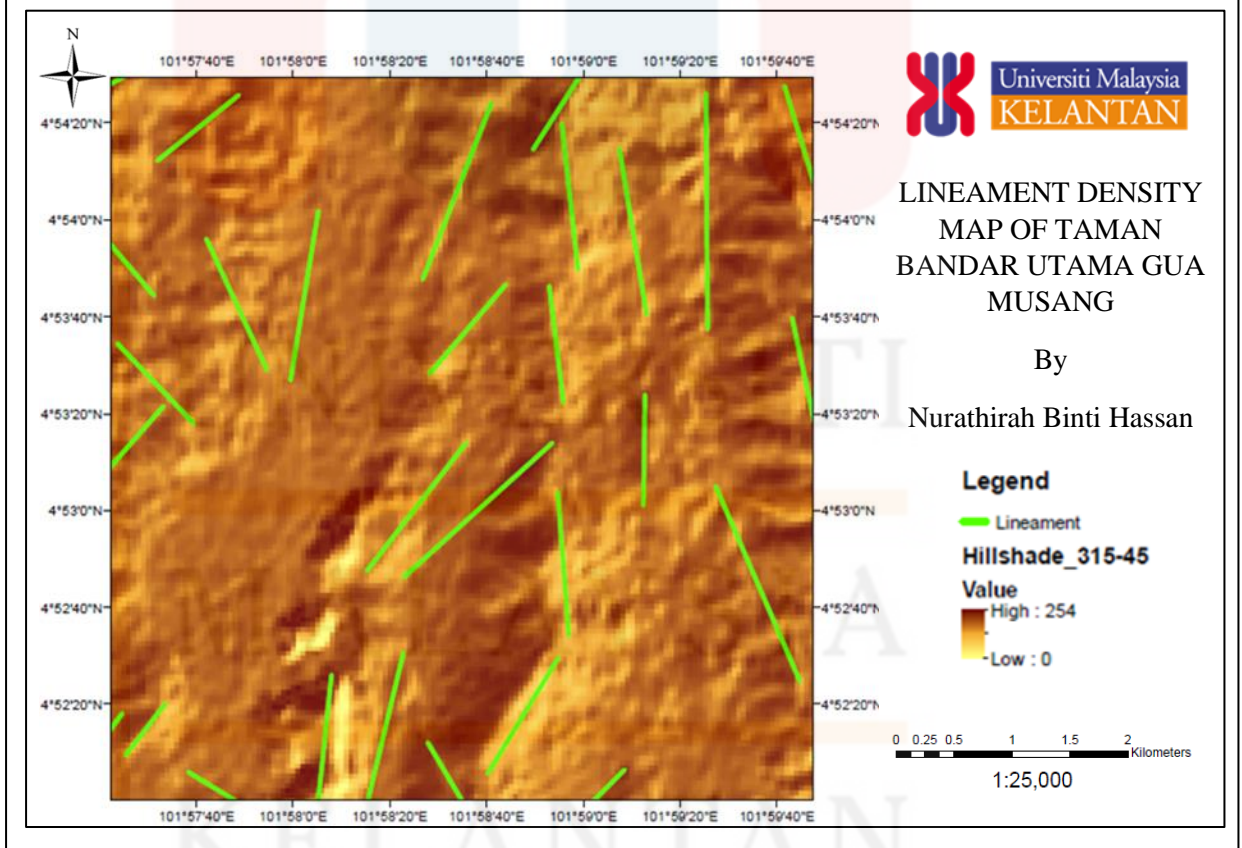 N
101°57'40"E 101°58'0"E 101°58'20"E 101°58'40"E 101°59'0"E 101°59'20"E 101°59'40"E
4°54'20"N 4°54'20"N
4°54'0"N 4°54'0"N
4°53'40"N 4°53'40"N
4°53'20"N 4°53'20"N
4°53'0"N 4°53'0"N
4°52'40"N 4°52'40"N
4°52'20"N 4°52'20"N
101°57'40"E 101°58'0"E 101°58'20"E 101°58'40"E 101°59'0"E 101°59'20"E 101°59'40"E
Universiti Malaysia
KELANTAN
LINEAMENT DENSITY
MAP OF TAMAN
BANDAR UTAMA GUA
MUSANG
By
Nurathirah Binti Hassan
Legend
Lineament
Hillshade_315-45
Value
High : 254
Low : 0
0 0.25 0.5 1 1.5 2
Kilometers
1:25,000
KELANTAN